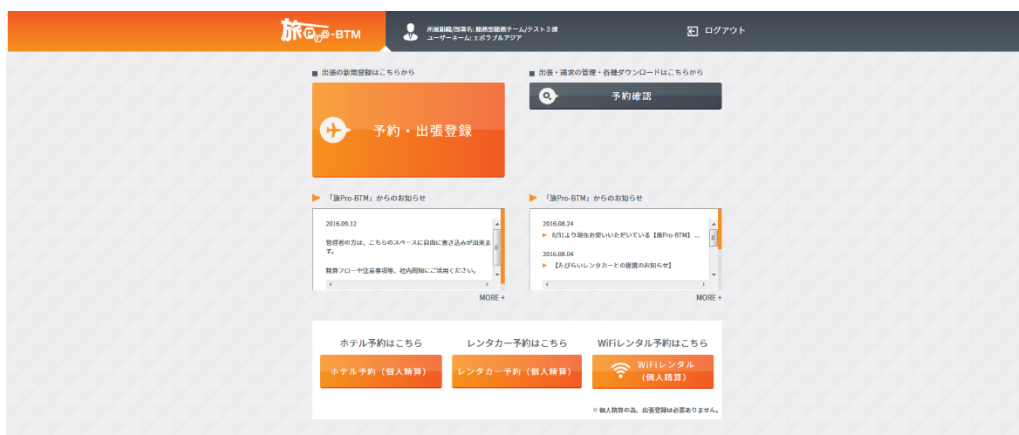 旅Pro-BTM
所属組織/部署名: 総務部総務チーム/テスト3課
ユーザーネーム: エボラブルアジア
ログアウト
■ 出張の新規登録はこちらから
予約・出張登録
■ 出張・請求の管理・各種ダウンロードはこちらから
予約確認
「旅Pro-BTM」からのお知らせ
2016.09.12
管理者の方は、こちらのスペースに自由に書き込みが出来ま
す。
精算フローや注意事項等、社内周知にご活用ください。
MORE +
「旅Pro-BTM」からのお知らせ
2016.08.24
8/31より現在お使いいただいている【旅Pro-BTM】 ...
2016.08.04
【たびらいレンタカーとの提携のお知らせ】
MORE +
ホテル予約はこちら
ホテル予約（個人精算）
レンタカー予約はこちら
レンタカー予約（個人精算）
WiFiレンタル予約はこちら
WiFiレンタル
(個人精算)
※個人精算の為、出張登録は必要ありません。